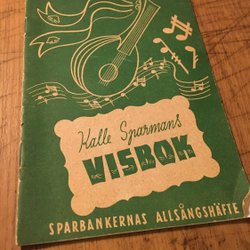 Kalle Sparmans
VISBOK
SPARBANKERNAS ALLSÅNGSHÄFTE